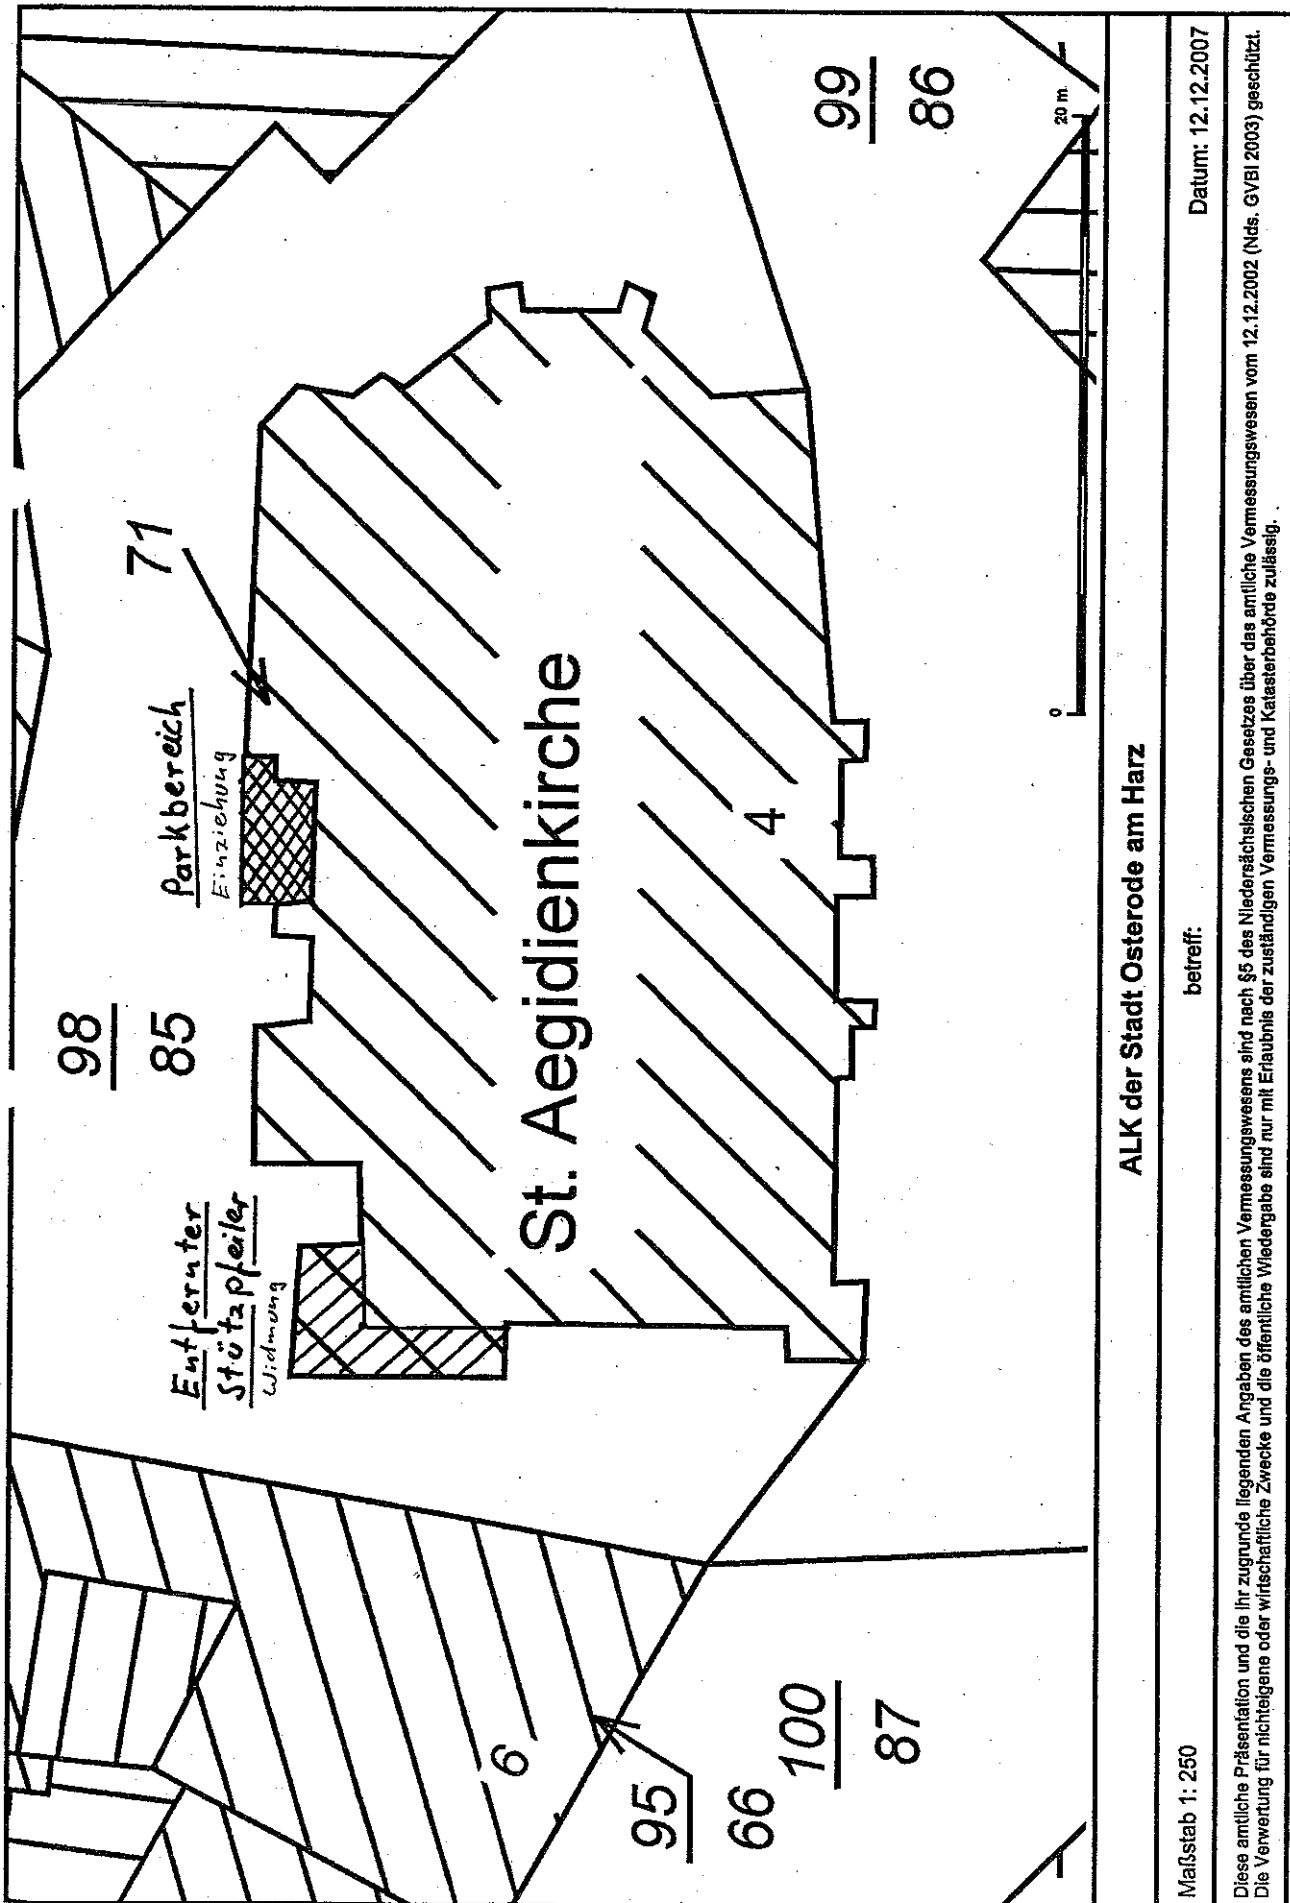 98
85
71
Parkbereich
Einziehung
Entfernter
Stützpfeiler
Widmung
St. Aegidienkirche
4
99
86
6
95
66
100
87
0
20 m
ALK der Stadt Osterode am Harz
Maßstab 1: 250
betreff:
Datum: 12.12.2007
Diese amtliche Präsentation und die ihr zugrunde liegenden Angaben des amtlichen Vermessungswesens sind nach §5 des Niedersächsischen Gesetzes über das amtliche Vermessungswesen vom 12.12.2002 (Nds. GVBl 2003) geschützt.
Die Verwertung für nichteigene oder wirtschaftliche Zwecke und die öffentliche Wiedergabe sind nur mit Erlaubnis der zuständigen Vermessungs- und Katasterbehörde zulässig.